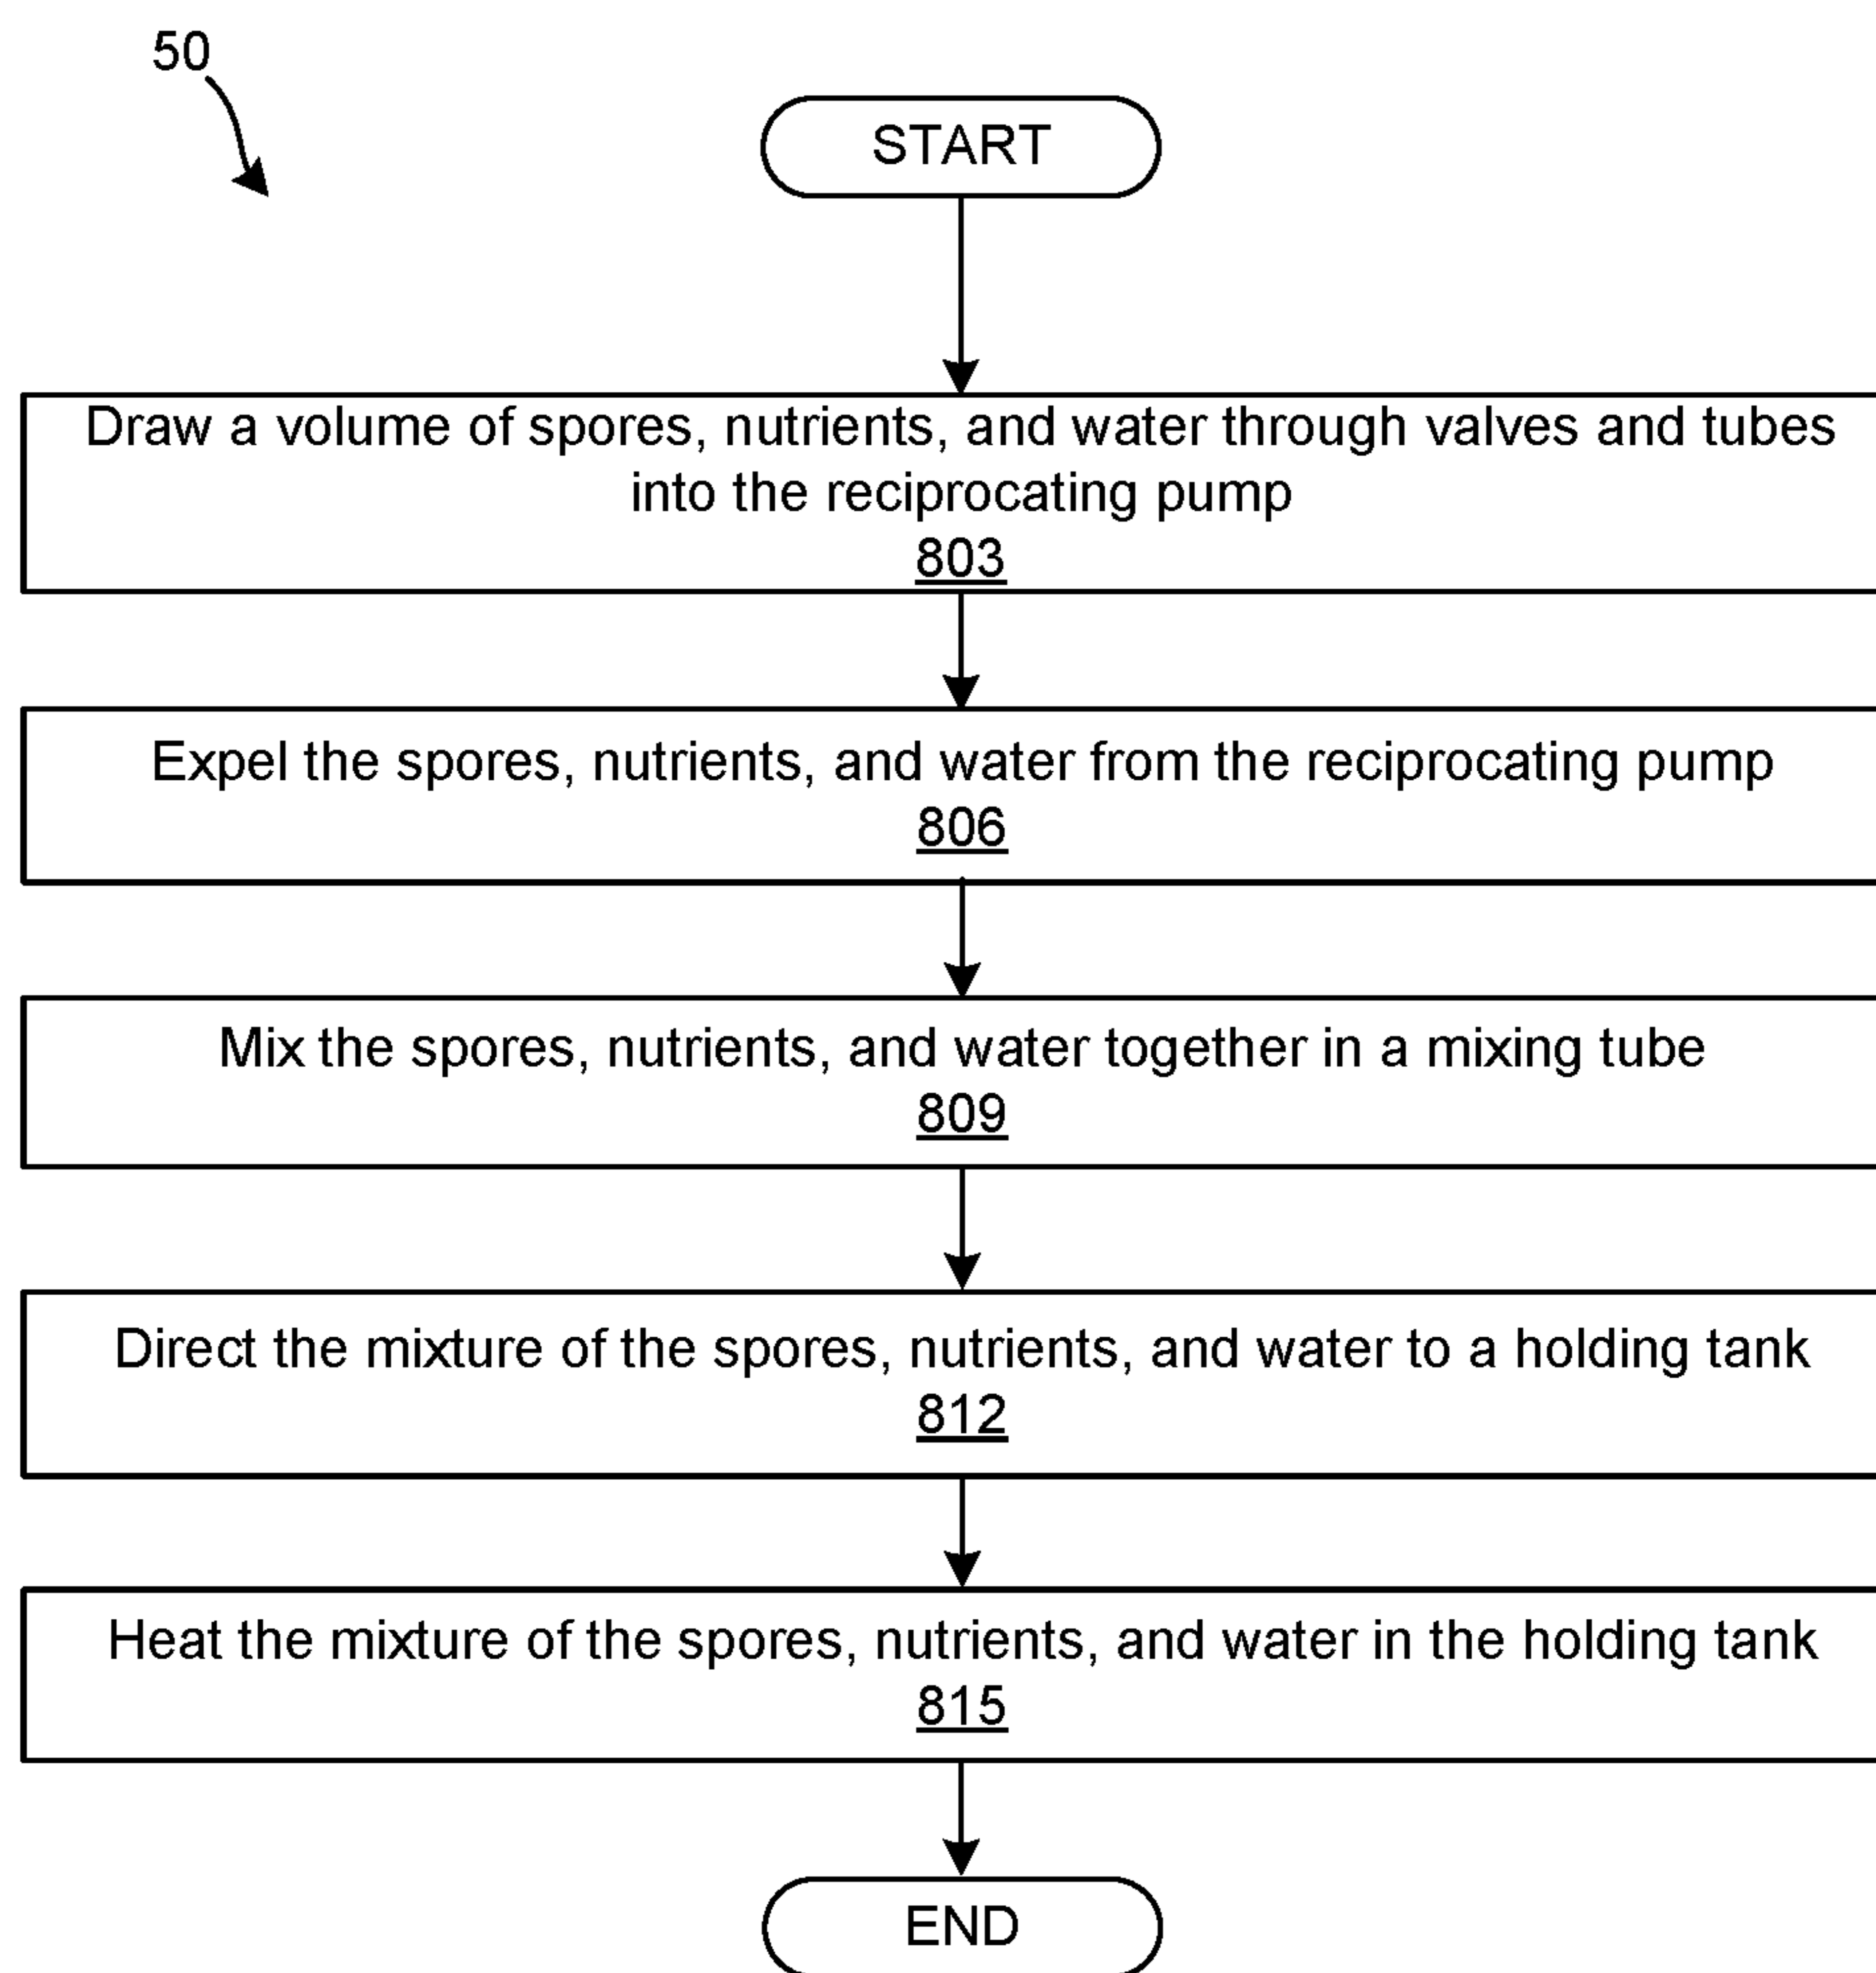 50
START
Draw a volume of spores, nutrients, and water through valves and tubes
into the reciprocating pump
803
Expel the spores, nutrients, and water from the reciprocating pump
806
Mix the spores, nutrients, and water together in a mixing tube
809
Direct the mixture of the spores, nutrients, and water to a holding tank
812
Heat the mixture of the spores, nutrients, and water in the holding tank
815
END